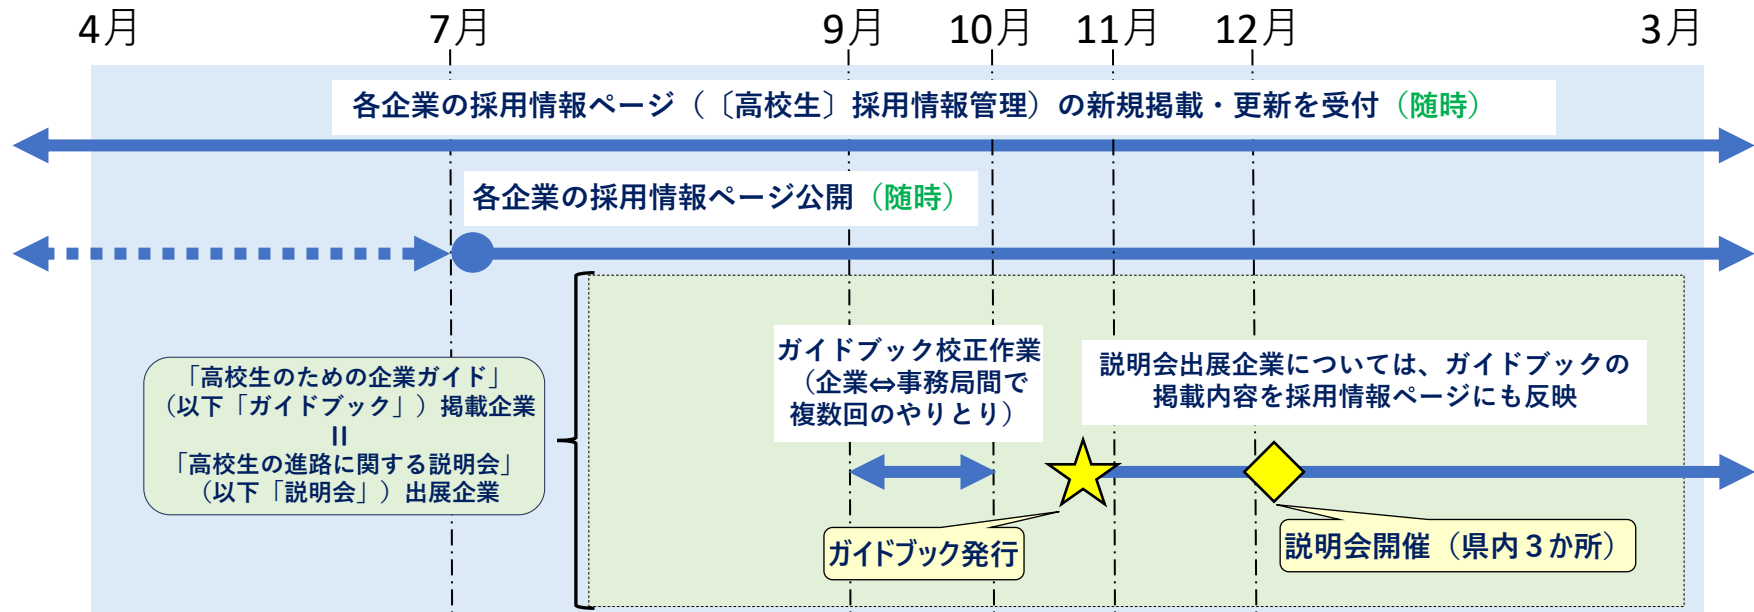 4月 7月 9月 10月 11月 12月 3月
各企業の採用情報ページ（〔高校生〕採用情報管理）の新規掲載・更新を受付（随時）
各企業の採用情報ページ公開（随時）
「高校生のための企業ガイド」
（以下「ガイドブック」）掲載企業
＝
「高校生の進路に関する説明会」
（以下「説明会」）出展企業
ガイドブック校正作業
（企業⇔事務局間で
複数回のやりとり）
説明会出展企業については、ガイドブックの
掲載内容を採用情報ページにも反映
ガイドブック発行
説明会開催（県内３か所）